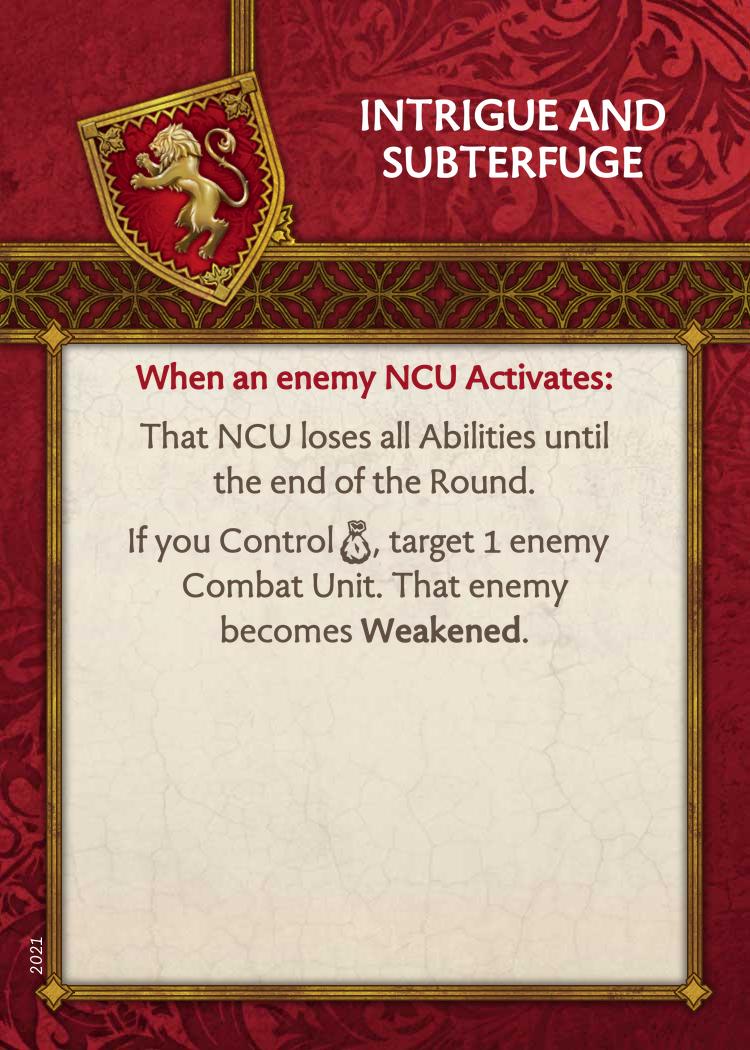 INTRIGUE AND
SUBTERFUGE
When an enemy NCU Activates:
That NCU loses all Abilities until
the end of the Round.
If you Control , target 1 enemy
Combat Unit. That enemy
becomes Weakened.
2021